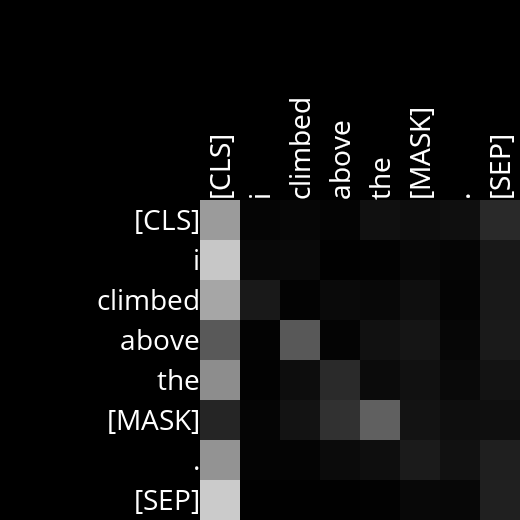 [CLS] i climbed above the [MASK] . [SEP]
[CLS]
i
climbed
above
the
[MASK]
.
[SEP]